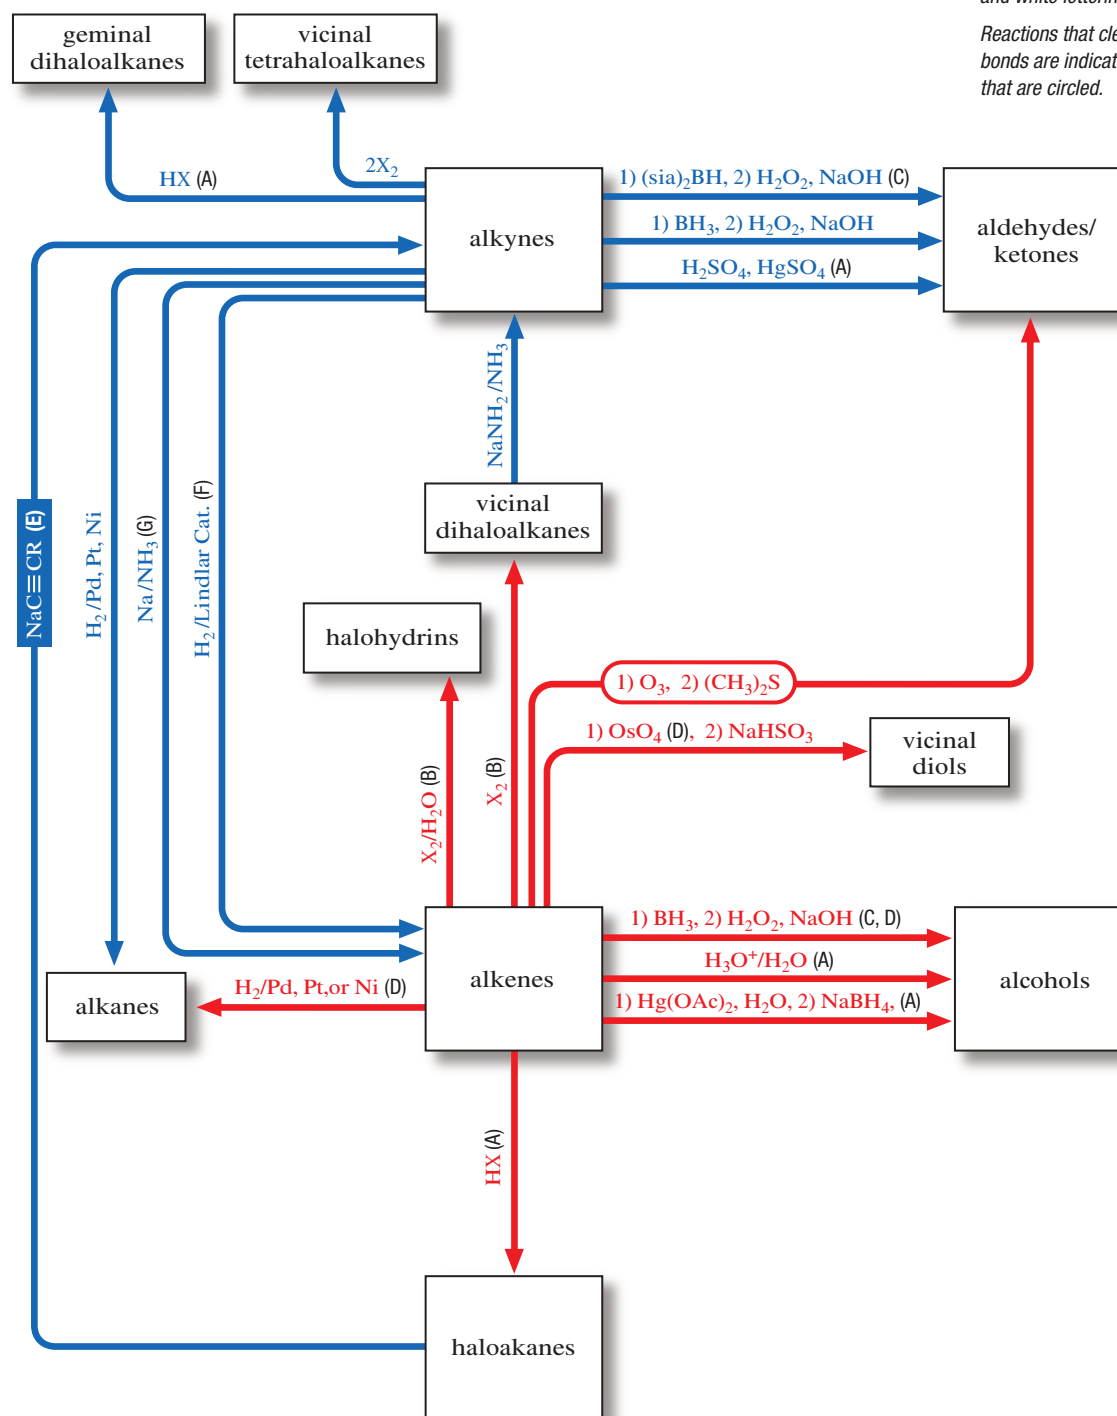 and white lettering
Reactions that cle
bonds are indicat
that are circled.
geminal
dihaloalkanes
vicinal
tetrahaloalkanes
HX (A)
2X₂
alkynes
1) (sia)₂BH, 2) H₂O₂, NaOH (C)
1) BH₃, 2) H₂O₂, NaOH
H₂SO₄, HgSO₄ (A)
aldehydes/
ketones
NaNH₂/NH₃
NaC≡CR (E)
H₂/Pd, Pt, Ni
Na/NH₃ (G)
H₂/Lindlar Cat. (F)
vicinal
dihaloalkanes
halohydrins
1) O₃, 2) (CH₃)₂S
1) OsO₄ (D), 2) NaHSO₃
vicinal
diols
X₂/H₂O (B)
X₂ (B)
alkanes
H₂/Pd, Pt,or Ni (D)
alkenes
1) BH₃, 2) H₂O₂, NaOH (C, D)
H₃O⁺/H₂O (A)
1) Hg(OAc)₂, H₂O, 2) NaBH₄, (A)
alcohols
HX (A)
haloakanes